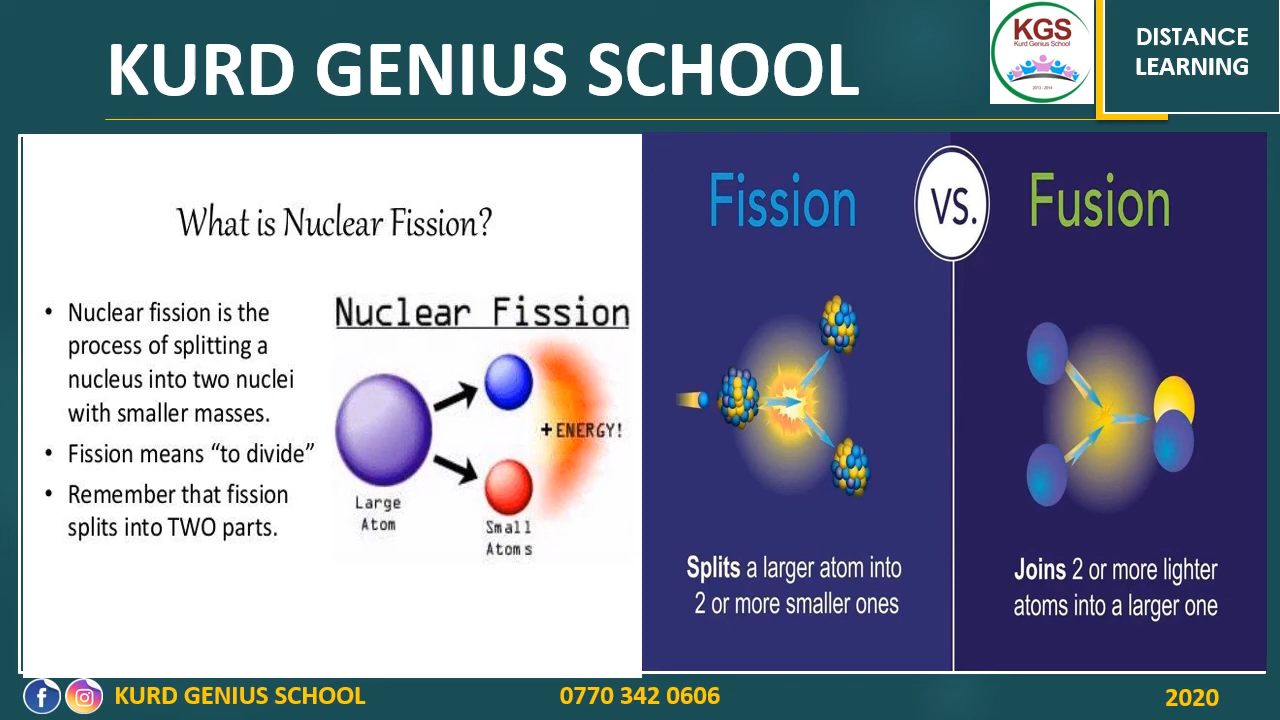 KURD GENIUS SCHOOL
KGS
Kurd Genius School
2013 - 2014
DISTANCE
LEARNING
What is Nuclear Fission?
• Nuclear fission is the
process of splitting a
nucleus into two nuclei
with smaller masses.
• Fission means “to divide”
• Remember that fission
splits into TWO parts.
Nuclear Fission
+ ENERGY!
Large
Atom
Small
Atoms
Fission
VS.
Fusion
Splits a larger atom into
2 or more smaller ones
Joins 2 or more lighter
atoms into a larger one
KURD GENIUS SCHOOL
0770 342 0606
2020